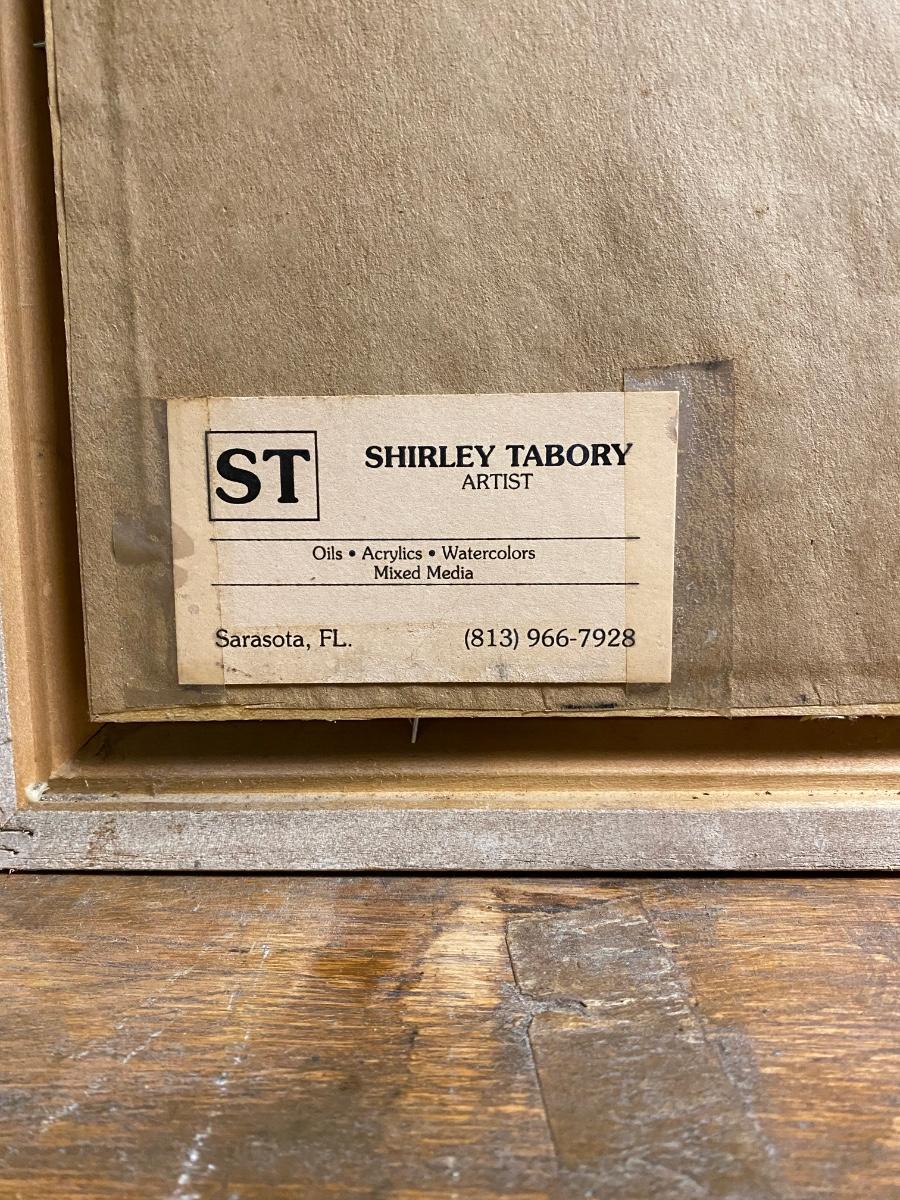 ST
SHIRLEY TABORY
ARTIST
Oils • Acrylics • Watercolors
Mixed Media
Sarasota, FL.
(813) 966-7928